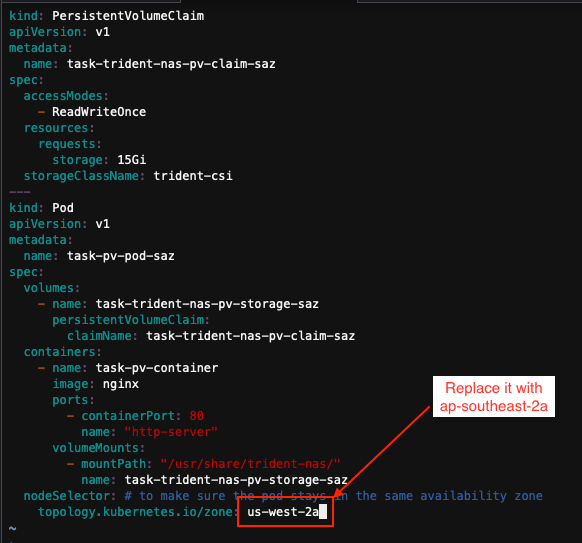 kind: PersistentVolumeClaim
apiVersion: v1
metadata:
  name: task-trident-nas-pv-claim-saz
spec:
  accessModes:
    - ReadWriteOnce
  resources:
    requests:
      storage: 15Gi
  storageClassName: trident-csi
---
kind: Pod
apiVersion: v1
metadata:
  name: task-pv-pod-saz
spec:
  volumes:
    - name: task-trident-nas-pv-storage-saz
      persistentVolumeClaim:
        claimName: task-trident-nas-pv-claim-saz
  containers:
    - name: task-pv-container
      image: nginx
      ports:
        - containerPort: 80
          name: "http-server"
      volumeMounts:
        - mountPath: "/usr/share/trident-nas/"
          name: task-trident-nas-pv-storage-saz
  nodeSelector: # to make sure the pod stays in the same availability zone
    topology.kubernetes.io/zone: us-west-2a
~
Replace it with
ap-southeast-2a